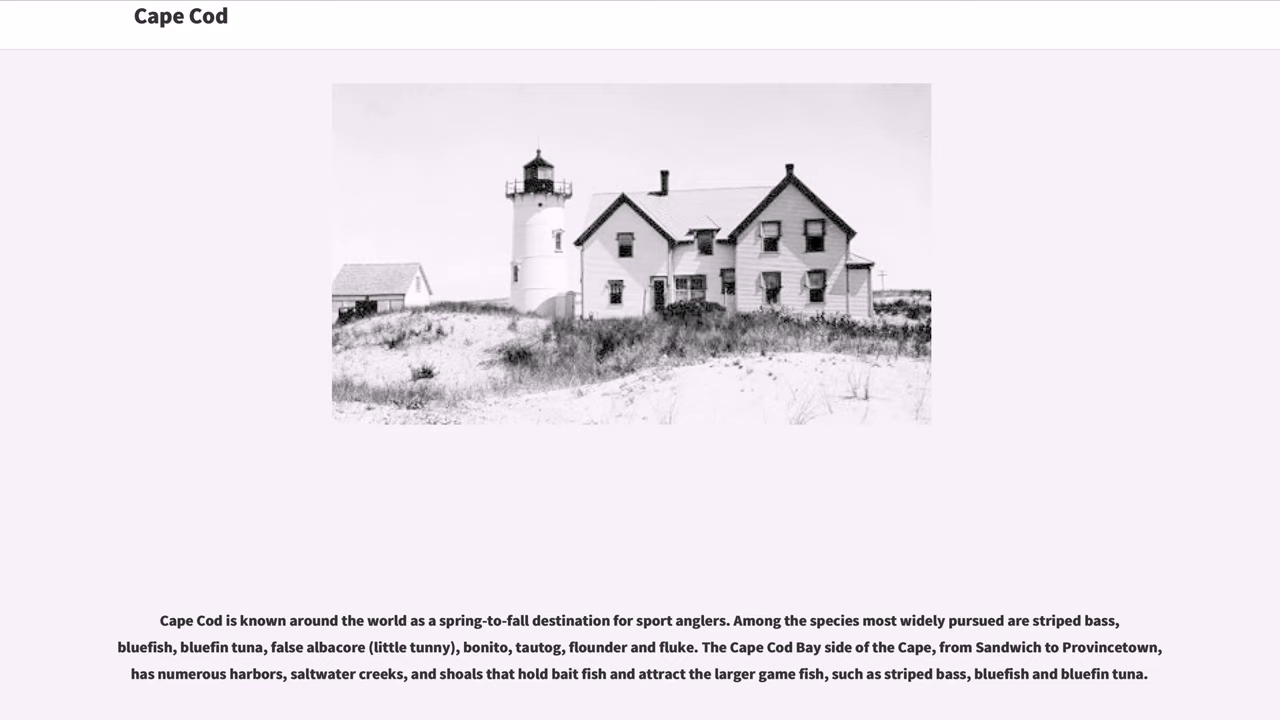 Cape Cod
Cape Cod is known around the world as a spring-to-fall destination for sport anglers. Among the species most widely pursued are striped bass,
bluefish, bluefin tuna, false albacore (little tunny), bonito, tautog, flounder and fluke. The Cape Cod Bay side of the Cape, from Sandwich to Provincetown,
has numerous harbors, saltwater creeks, and shoals that hold bait fish and attract the larger game fish, such as striped bass, bluefish and bluefin tuna.